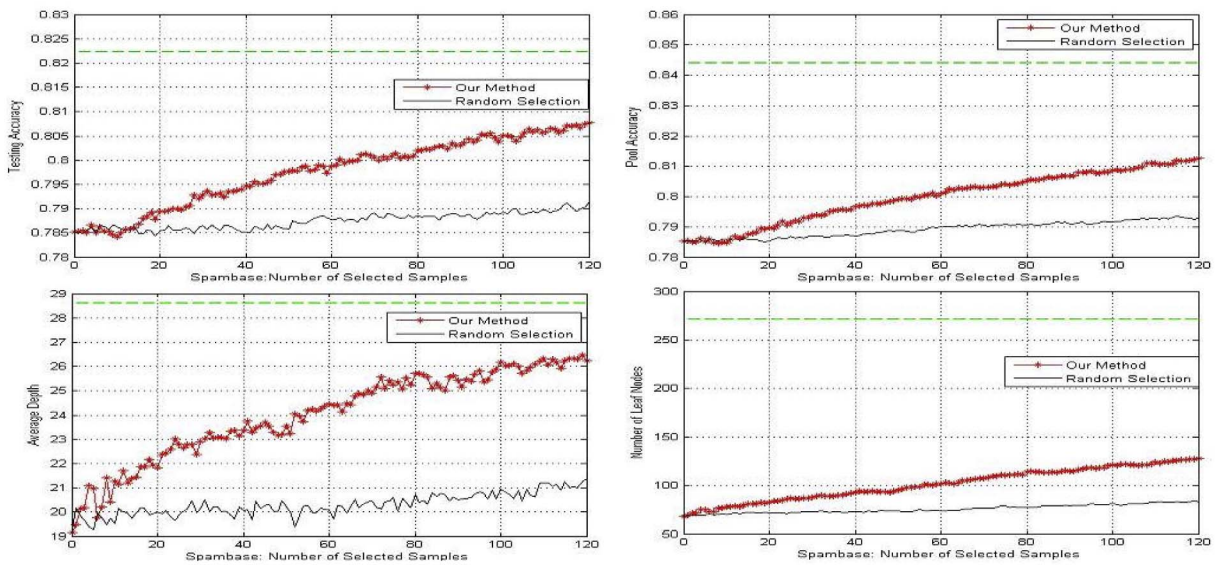 0.83
0.825
0.82
0.815
0.81
0.805
0.8
0.795
0.79
0.785
0.78
Testing Accuracy
Our Method
Random Selection
0 20 40 60 80 100 120
Spambase: Number of Selected Samples
0.86
0.85
0.84
0.83
0.82
0.81
0.8
0.79
0.78
Pool Accuracy
Our Method
Random Selection
0 20 40 60 80 100 120
Spambase: Number of Selected Samples
29
28
27
26
25
24
23
22
21
20
19
Average Depth
Our Method
Random Selection
0 20 40 60 80 100 120
Spambase: Number of Selected Samples
300
250
200
150
100
50
Number of Leaf Nodes
Our Method
Random Selection
0 20 40 60 80 100 120
Spambase: Number of Selected Samples